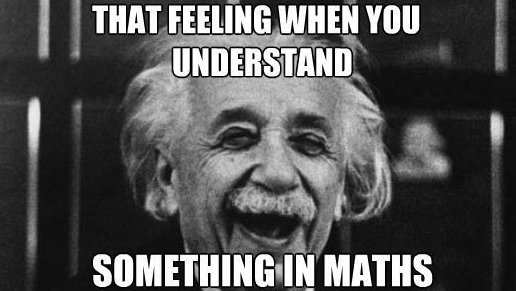 THAT FEELING WHEN YOU
UNDERSTAND
SOMETHING IN MATHS